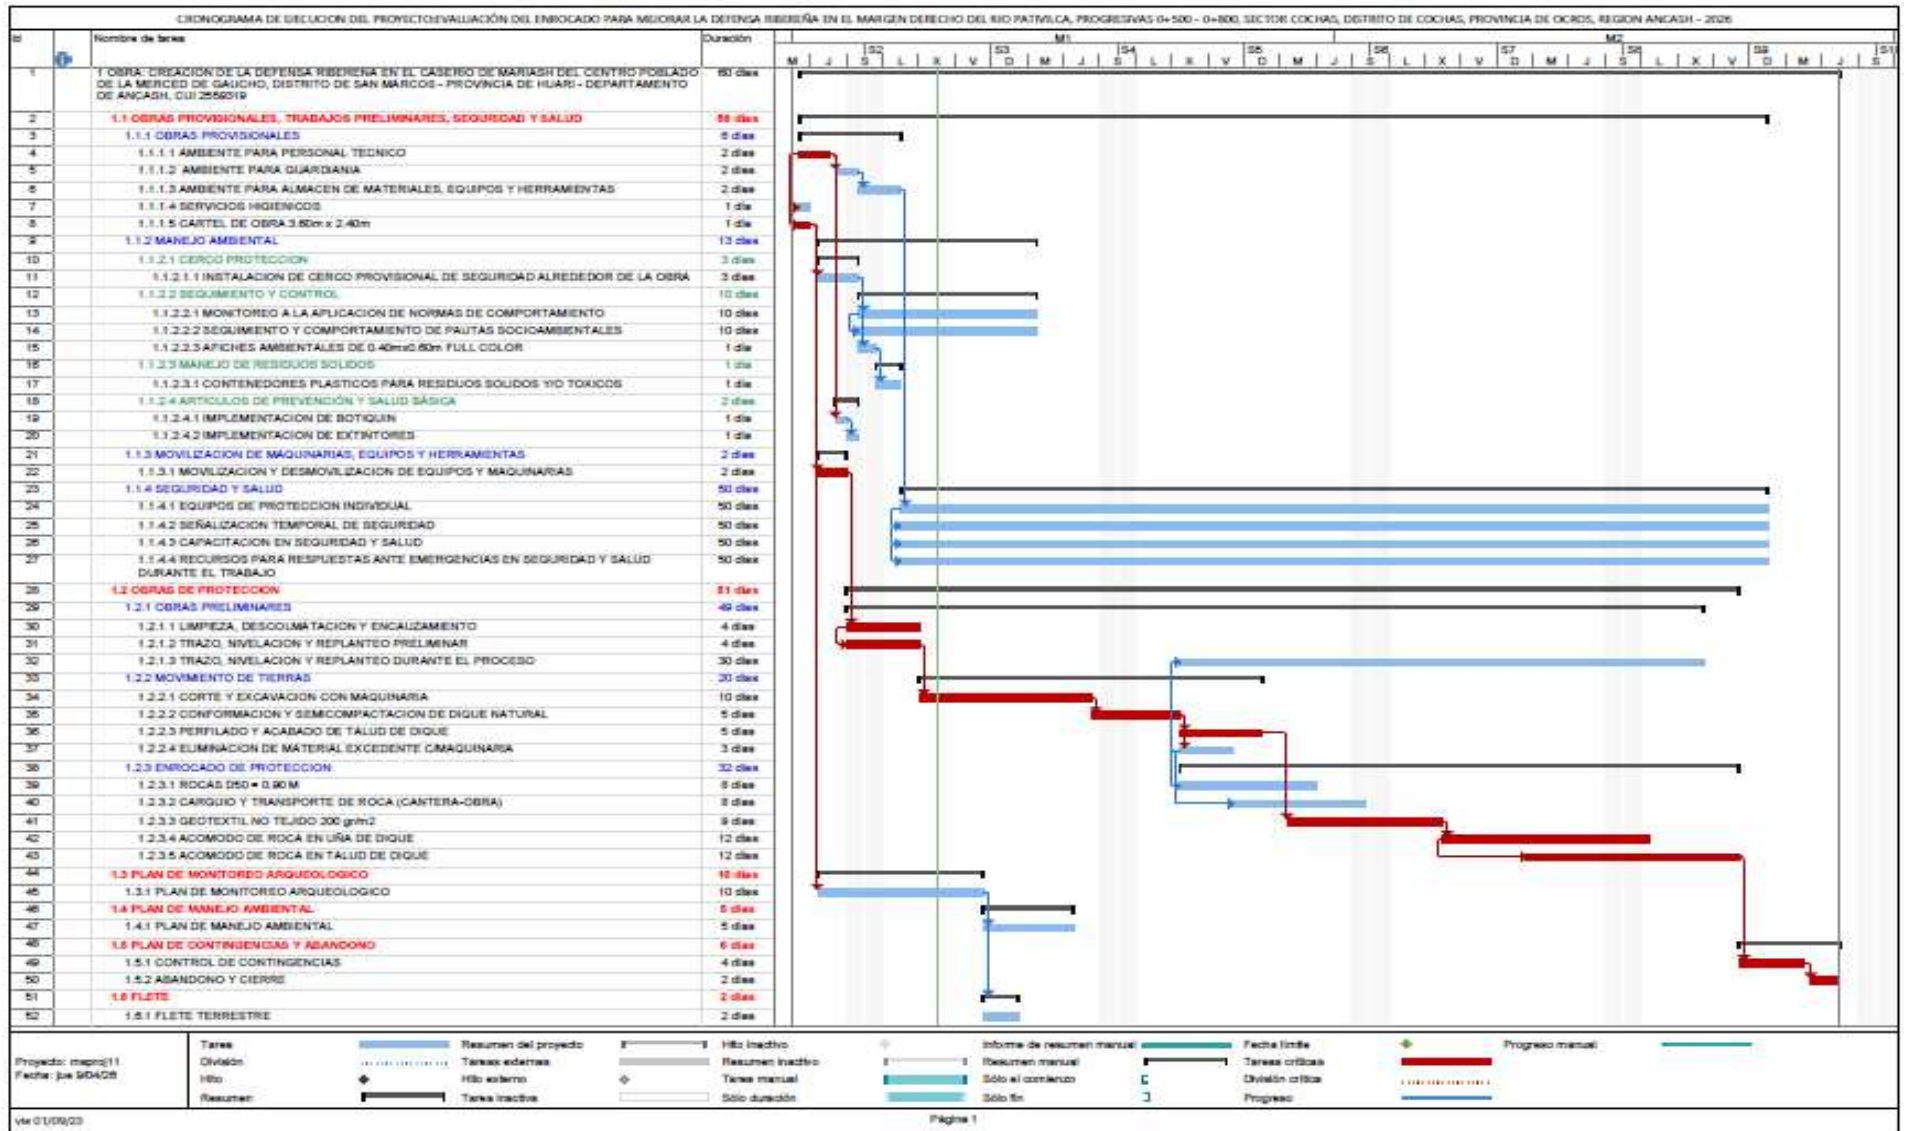 CRONOGRAMA DE EJECUCION DEL PROYECTO:EVALUACIÓN DEL ENROCADO PARA MEJORAR LA DEFENSA RIBEREÑA EN EL MARGEN DERECHO DEL RIO PATIVILCA, PROGRESIVAS 0+500 - 0+800, SECTOR COCHAS, DISTRITO DE COCHAS, PROVINCIA DE OCROS, REGION ANCASH - 2026
Id Nombre de tarea Duración M1 M2
S2 S3 S4 S5 S6 S7 S8 S9 S1
M J S L X V D M J S L X V D M J S L X V D M J S
1 1 OBRA: CREACIÓN DE LA DEFENSA RIBEREÑA EN EL CASERIO DE MARIASH DEL CENTRO POBLADO 60 días
DE LA MERCED DE GAUCHO, DISTRITO DE SAN MARCOS - PROVINCIA DE HUARI - DEPARTAMENTO
DE ANCASH, CUI 2559319
2 1.1 OBRAS PROVISIONALES, TRABAJOS PRELIMINARES, SEGURIDAD Y SALUD 56 días
3 1.1.1 OBRAS PROVISIONALES 6 días
4 1.1.1.1 AMBIENTE PARA PERSONAL TECNICO 2 días
5 1.1.1.2 AMBIENTE PARA GUARDIANIA 2 días
6 1.1.1.3 AMBIENTE PARA ALMACEN DE MATERIALES, EQUIPOS Y HERRAMIENTAS 2 días
7 1.1.1.4 SERVICIOS HIGIENICOS 1 día
8 1.1.1.5 CARTEL DE OBRA 3.60m x 2.40m 1 día
9 1.1.2 MANEJO AMBIENTAL 13 días
10 1.1.2.1 CERCO PROTECCION 3 días
11 1.1.2.1.1 INSTALACION DE CERCO PROVISIONAL DE SEGURIDAD ALREDEDOR DE LA OBRA 3 días
12 1.1.2.2 SEGUIMIENTO Y CONTROL 10 días
13 1.1.2.2.1 MONITOREO A LA APLICACION DE NORMAS DE COMPORTAMIENTO 10 días
14 1.1.2.2.2 SEGUIMIENTO Y COMPORTAMIENTO DE PAUTAS SOCIOAMBIENTALES 10 días
15 1.1.2.2.3 AFICHES AMBIENTALES DE 0.40mx0.60m FULL COLOR 1 día
16 1.1.2.3 MANEJO DE RESIDUOS SOLIDOS 1 día
17 1.1.2.3.1 CONTENEDORES PLASTICOS PARA RESIDUOS SOLIDOS Y/O TOXICOS 1 día
18 1.1.2.4 ARTICULOS DE PREVENCIÓN Y SALUD BÁSICA 2 días
19 1.1.2.4.1 IMPLEMENTACION DE BOTIQUIN 1 día
20 1.1.2.4.2 IMPLEMENTACION DE EXTINTORES 1 día
21 1.1.3 MOVILIZACION DE MAQUINARIAS, EQUIPOS Y HERRAMIENTAS 2 días
22 1.1.3.1 MOVILIZACION Y DESMOVILIZACION DE EQUIPOS Y MAQUINARIAS 2 días
23 1.1.4 SEGURIDAD Y SALUD 50 días
24 1.1.4.1 EQUIPOS DE PROTECCION INDIVIDUAL 50 días
25 1.1.4.2 SEÑALIZACION TEMPORAL DE SEGURIDAD 50 días
26 1.1.4.3 CAPACITACION EN SEGURIDAD Y SALUD 50 días
27 1.1.4.4 RECURSOS PARA RESPUESTAS ANTE EMERGENCIAS EN SEGURIDAD Y SALUD 50 días
DURANTE EL TRABAJO
28 1.2 OBRAS DE PROTECCION 51 días
29 1.2.1 OBRAS PRELIMINARES 49 días
30 1.2.1.1 LIMPIEZA, DESCOLMATACION Y ENCAUZAMIENTO 4 días
31 1.2.1.2 TRAZO, NIVELACION Y REPLANTEO PRELIMINAR 4 días
32 1.2.1.3 TRAZO, NIVELACION Y REPLANTEO DURANTE EL PROCESO 30 días
33 1.2.2 MOVIMIENTO DE TIERRAS 20 días
34 1.2.2.1 CORTE Y EXCAVACION CON MAQUINARIA 10 días
35 1.2.2.2 CONFORMACION Y SEMICOMPACTACION DE DIQUE NATURAL 5 días
36 1.2.2.3 PERFILADO Y ACABADO DE TALUD DE DIQUE 5 días
37 1.2.2.4 ELIMINACION DE MATERIAL EXCEDENTE C/MAQUINARIA 3 días
38 1.2.3 ENROCADO DE PROTECCION 32 días
39 1.2.3.1 ROCAS D50 = 0.90 M 8 días
40 1.2.3.2 CARGUIO Y TRANSPORTE DE ROCA (CANTERA-OBRA) 8 días
41 1.2.3.3 GEOTEXTIL NO TEJIDO 200 gr/m2 9 días
42 1.2.3.4 ACOMODO DE ROCA EN UÑA DE DIQUE 12 días
43 1.2.3.5 ACOMODO DE ROCA EN TALUD DE DIQUE 12 días
44 1.3 PLAN DE MONITOREO ARQUEOLOGICO 10 días
45 1.3.1 PLAN DE MONITOREO ARQUEOLOGICO 10 días
46 1.4 PLAN DE MANEJO AMBIENTAL 5 días
47 1.4.1 PLAN DE MANEJO AMBIENTAL 5 días
48 1.5 PLAN DE CONTINGENCIAS Y ABANDONO 6 días
49 1.5.1 CONTROL DE CONTINGENCIAS 4 días
50 1.5.2 ABANDONO Y CIERRE 2 días
51 1.6 FLETE 2 días
52 1.6.1 FLETE TERRESTRE 2 días
Proyecto: meproj11
Fecha: jue 9/04/26
Tarea Resumen del proyecto Hito inactivo Informe de resumen manual Fecha límite Progreso manual
División Tareas externas Resumen inactivo Resumen manual Tareas críticas
Hito Hito externo Tarea manual Sólo el comienzo División crítica
Resumen Tarea inactiva Sólo duración Sólo fin Progreso
vie 01/09/23 Página 1